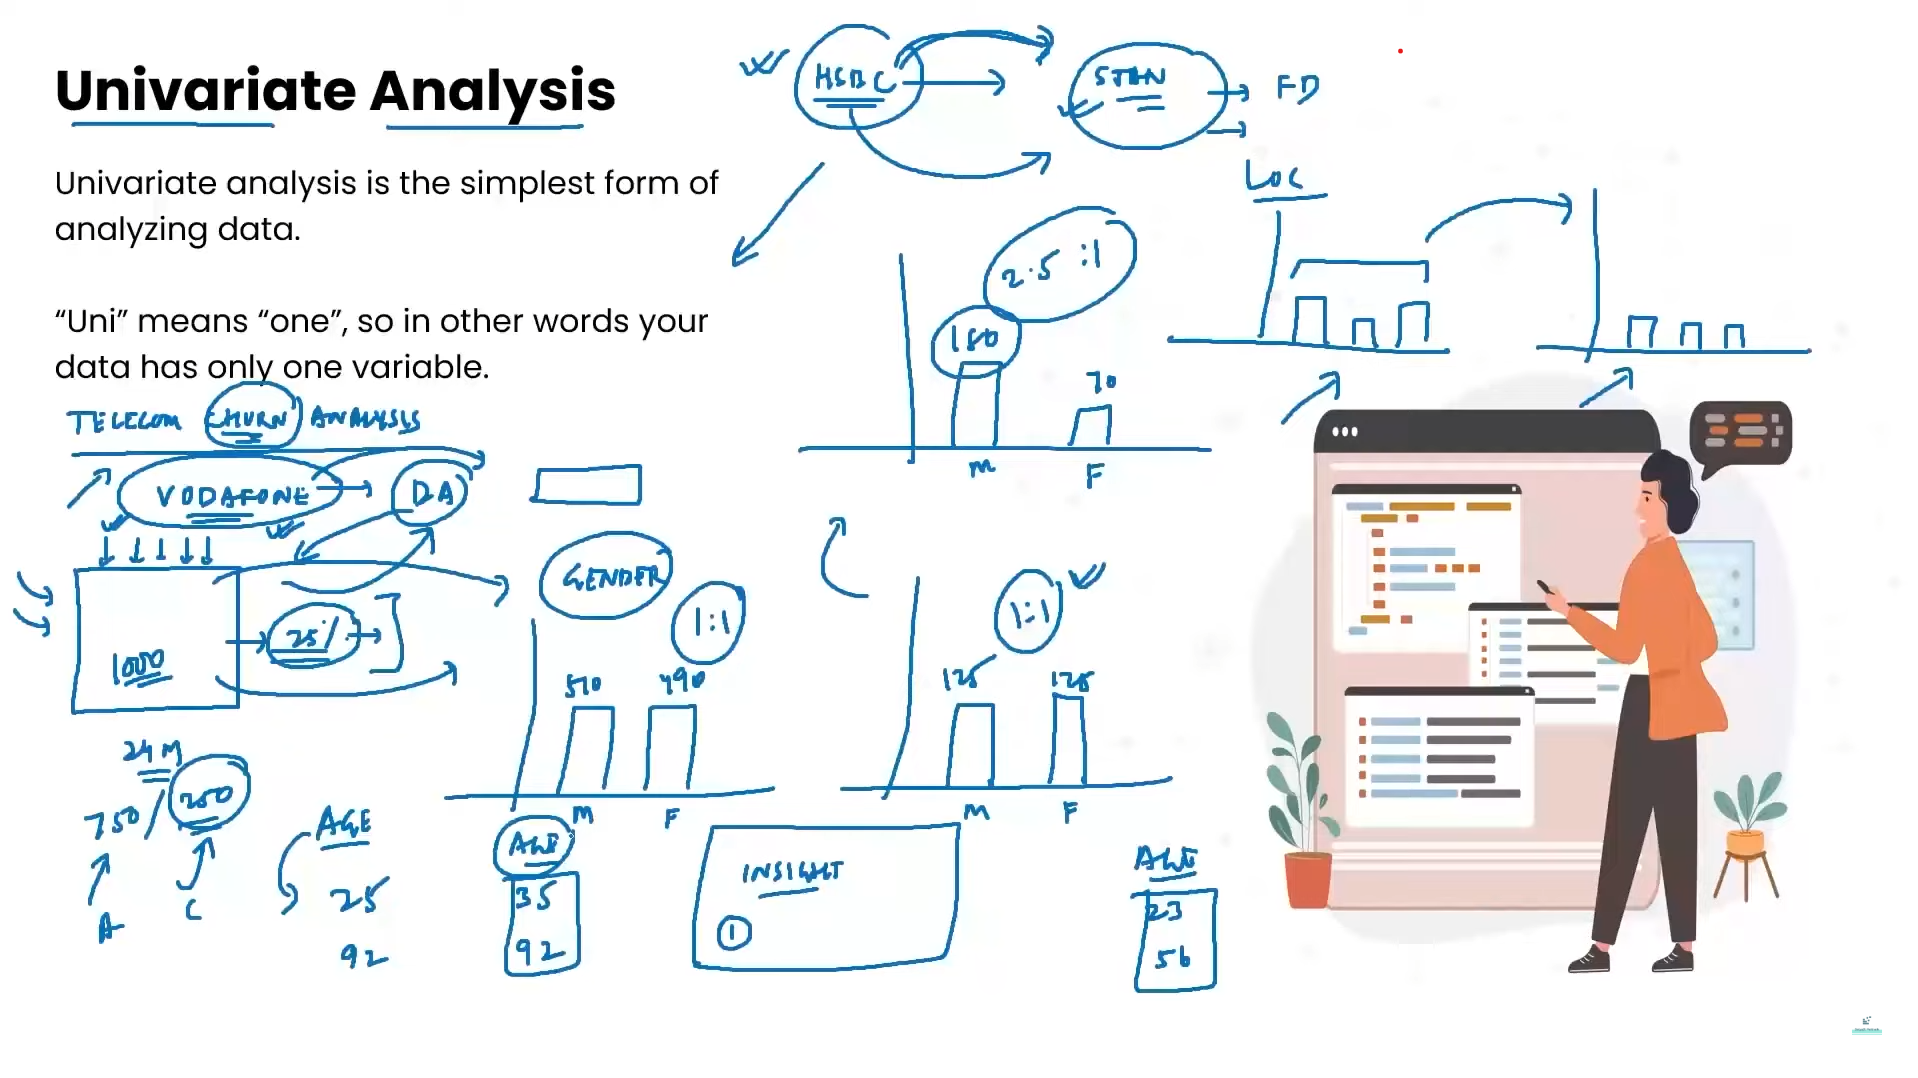 Univariate Analysis
Univariate analysis is the simplest form of
analyzing data.
“Uni” means “one”, so in other words your
data has only one variable.
HSBC
STAN
FD
LOC
2.5 :1
180
70
M F
TELECOM CHURN ANALYSIS
VODAFONE
DA
GENDER
1:1
1:1
25%
1000
510 490
M F
125 125
M F
24 M
750/250
A C
AGE
25
92
AGE
35
92
INSIGHT
1
AGE
23
56